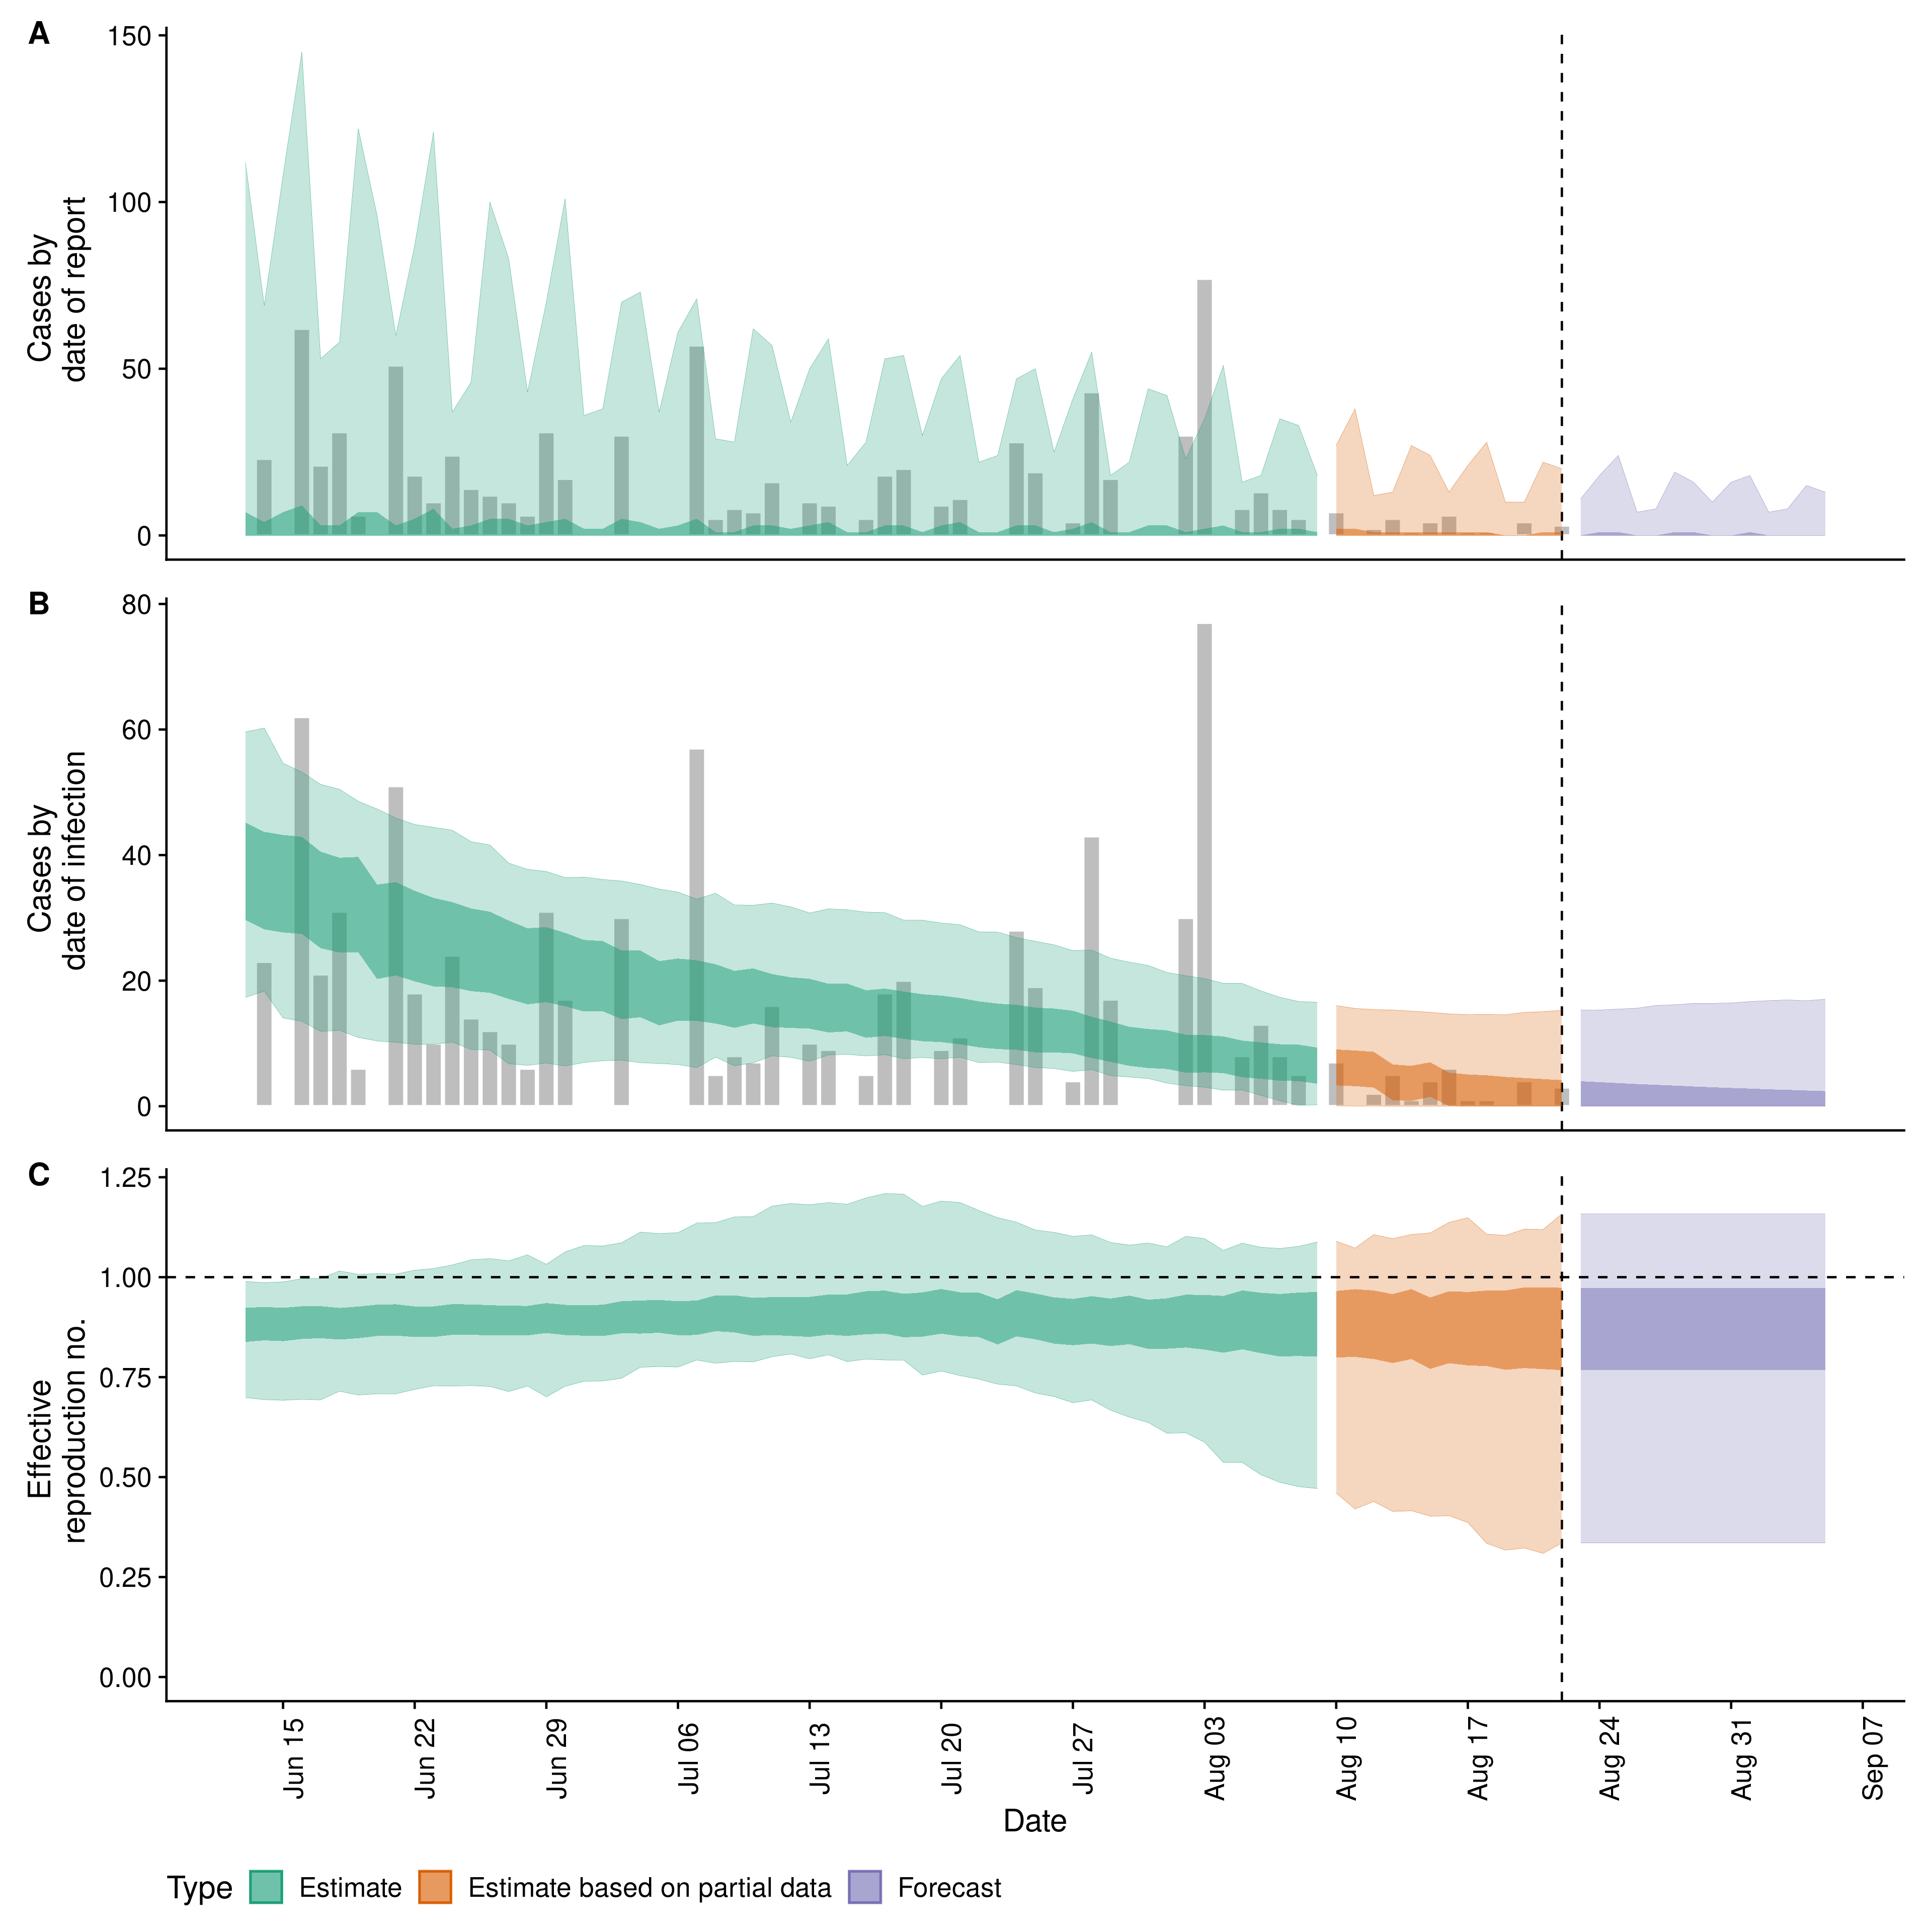 A
150
100
50
0
Cases by
date of report
B
80
60
40
20
0
Cases by
date of infection
C
1.25
1.00
0.75
0.50
0.25
0.00
Effective
reproduction no.
Jun 15
Jun 22
Jun 29
Jul 06
Jul 13
Jul 20
Jul 27
Aug 03
Aug 10
Aug 17
Aug 24
Aug 31
Sep 07
Date
Type Estimate Estimate based on partial data Forecast